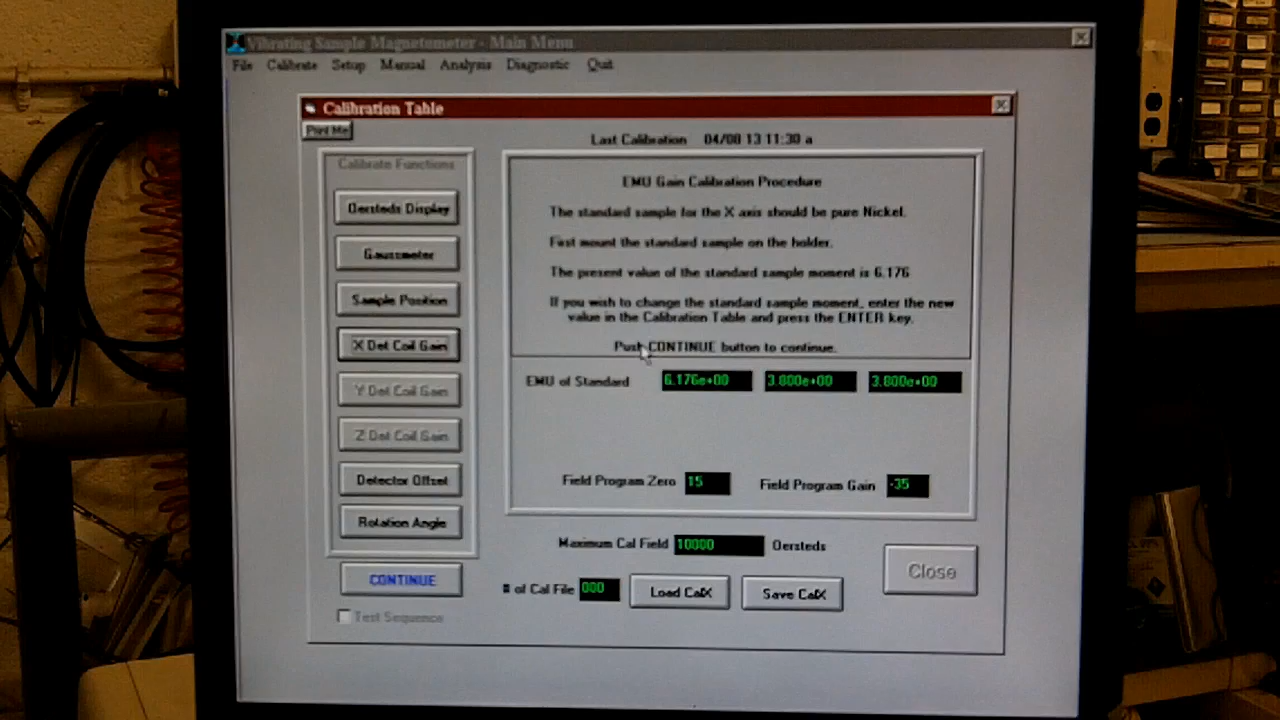 Vibrating Sample Magnetometer - Main Menu
File Calibrate Setup Manual Analysis Diagnostic Quit
Calibration Table
Print Me
Last Calibration 04/08 13 11:30 a
Calibrate Functions
Oersteds Display
Gaussmeter
Sample Position
X Det Coil Gain
Y Det Coil Gain
Z Det Coil Gain
Detector Offset
Rotation Angle
CONTINUE
Test Sequence
EMU Gain Calibration Procedure
The standard sample for the X axis should be pure Nickel.
First mount the standard sample on the holder.
The present value of the standard sample moment is 6.176
If you wish to change the standard sample moment, enter the new
value in the Calibration Table and press the ENTER key.
Push CONTINUE button to continue.
EMU of Standard 6.176e+00 3.800e+00 3.800e+00
Field Program Zero 15 Field Program Gain -35
Maximum Cal Field 10000 Oersteds
# of Cal File 000 Load CalX Save CalX
Close